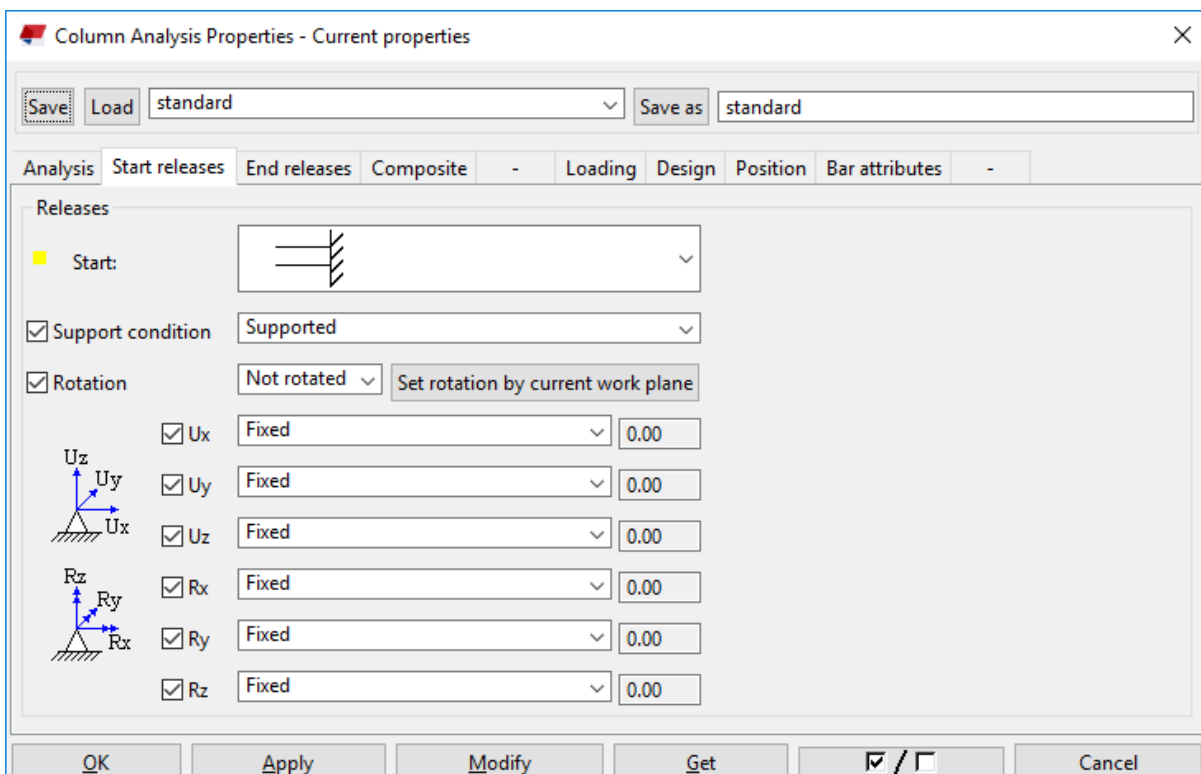 Column Analysis Properties - Current properties
Save Load standard Save as standard
Analysis Start releases End releases Composite - Loading Design Position Bar attributes -
Releases
Start:
Support condition Supported
Rotation Not rotated Set rotation by current work plane
Ux Fixed 0.00
Uz
Uy
Uy Fixed 0.00
Ux
Uz Fixed 0.00
Rz
Rx Fixed 0.00
Ry
Rx
Ry Fixed 0.00
Rz Fixed 0.00
OK Apply Modify Get / Cancel